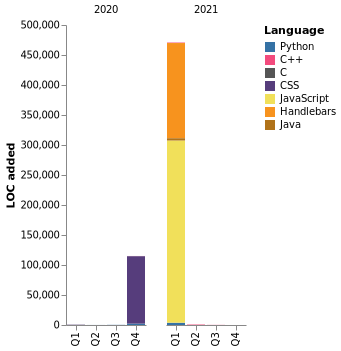 2020 2021
500,000
450,000
400,000
350,000
300,000
250,000
200,000
150,000
100,000
50,000
0
LOC added
Q1 Q2 Q3 Q4 Q1 Q2 Q3 Q4
Language
Python
C++
C
CSS
JavaScript
Handlebars
Java